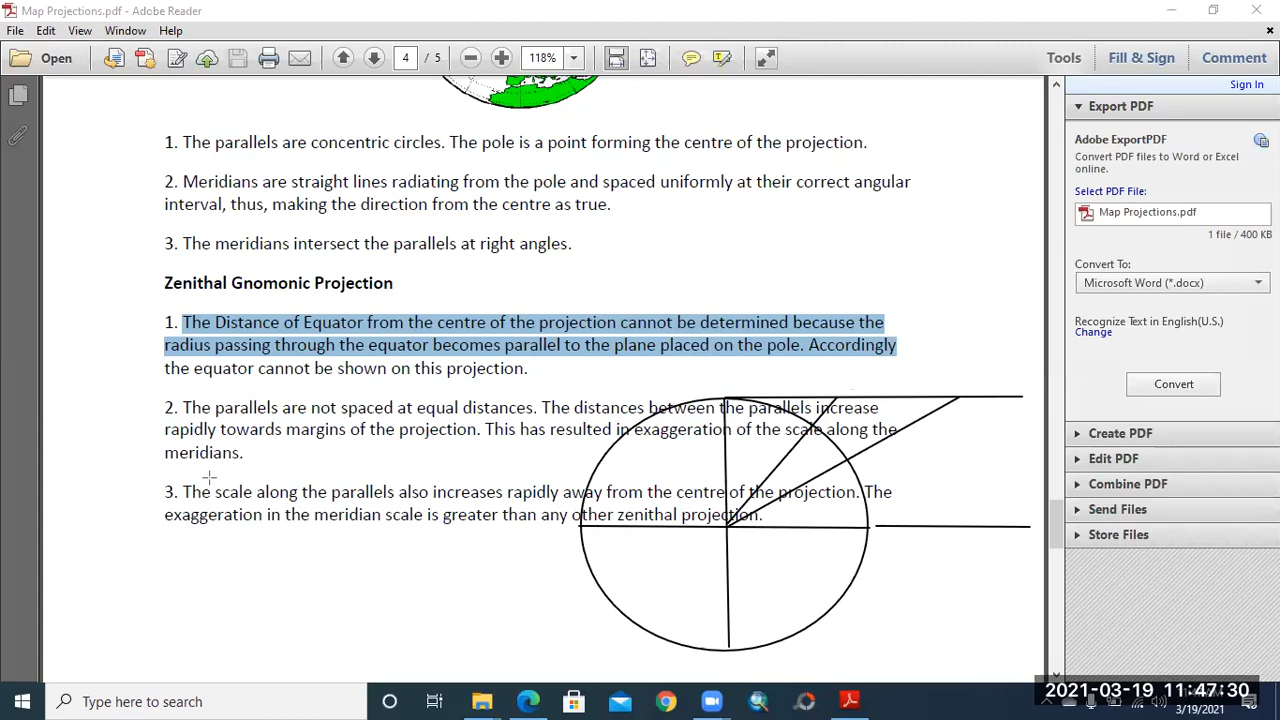 Map Projections.pdf - Adobe Reader
File Edit View Window Help
Open 4 / 5 118% Tools Fill & Sign Comment
Sign In
Export PDF
Adobe ExportPDF
Convert PDF files to Word or Excel online.
Select PDF File:
Map Projections.pdf
1 file / 400 KB
Convert To:
Microsoft Word (*.docx)
Recognize Text in English(U.S.)
Change
Convert
Create PDF
Edit PDF
Combine PDF
Send Files
Store Files
1. The parallels are concentric circles. The pole is a point forming the centre of the projection.
2. Meridians are straight lines radiating from the pole and spaced uniformly at their correct angular
interval, thus, making the direction from the centre as true.
3. The meridians intersect the parallels at right angles.
Zenithal Gnomonic Projection
1. The Distance of Equator from the centre of the projection cannot be determined because the
radius passing through the equator becomes parallel to the plane placed on the pole. Accordingly
the equator cannot be shown on this projection.
2. The parallels are not spaced at equal distances. The distances between the parallels increase
rapidly towards margins of the projection. This has resulted in exaggeration of the scale along the
meridians.
3. The scale along the parallels also increases rapidly away from the centre of the projection. The
exaggeration in the meridian scale is greater than any other zenithal projection.
Type here to search
2021-03-19 11:47:30
3/19/2021